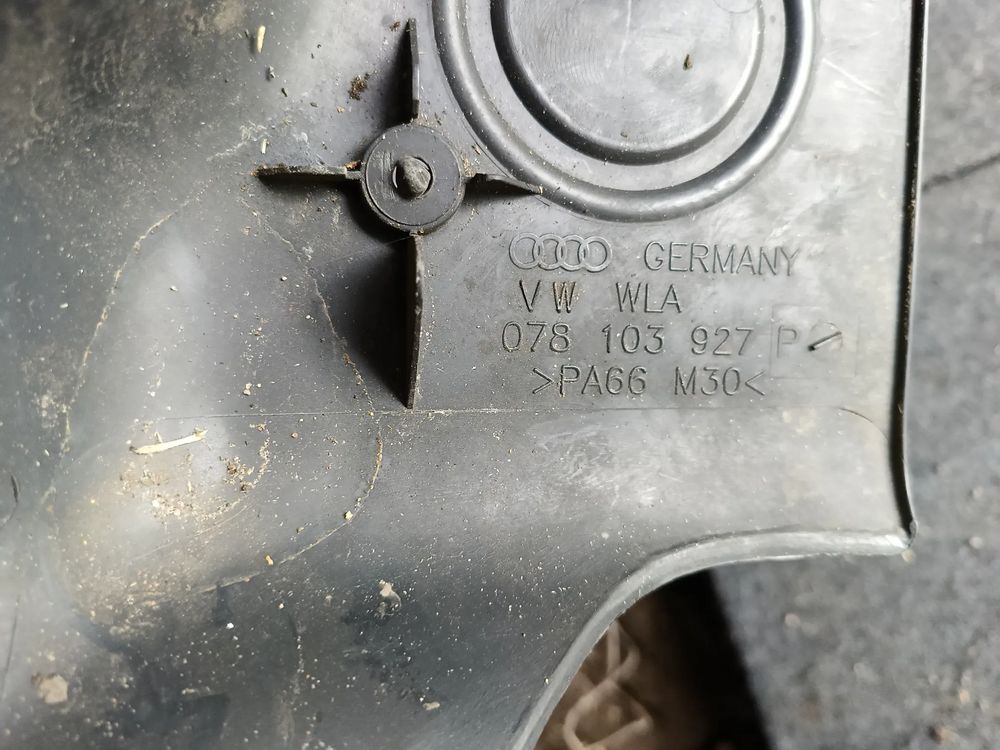 GERMANY
VW WLA
078 103 927 P
>PA66 M30<